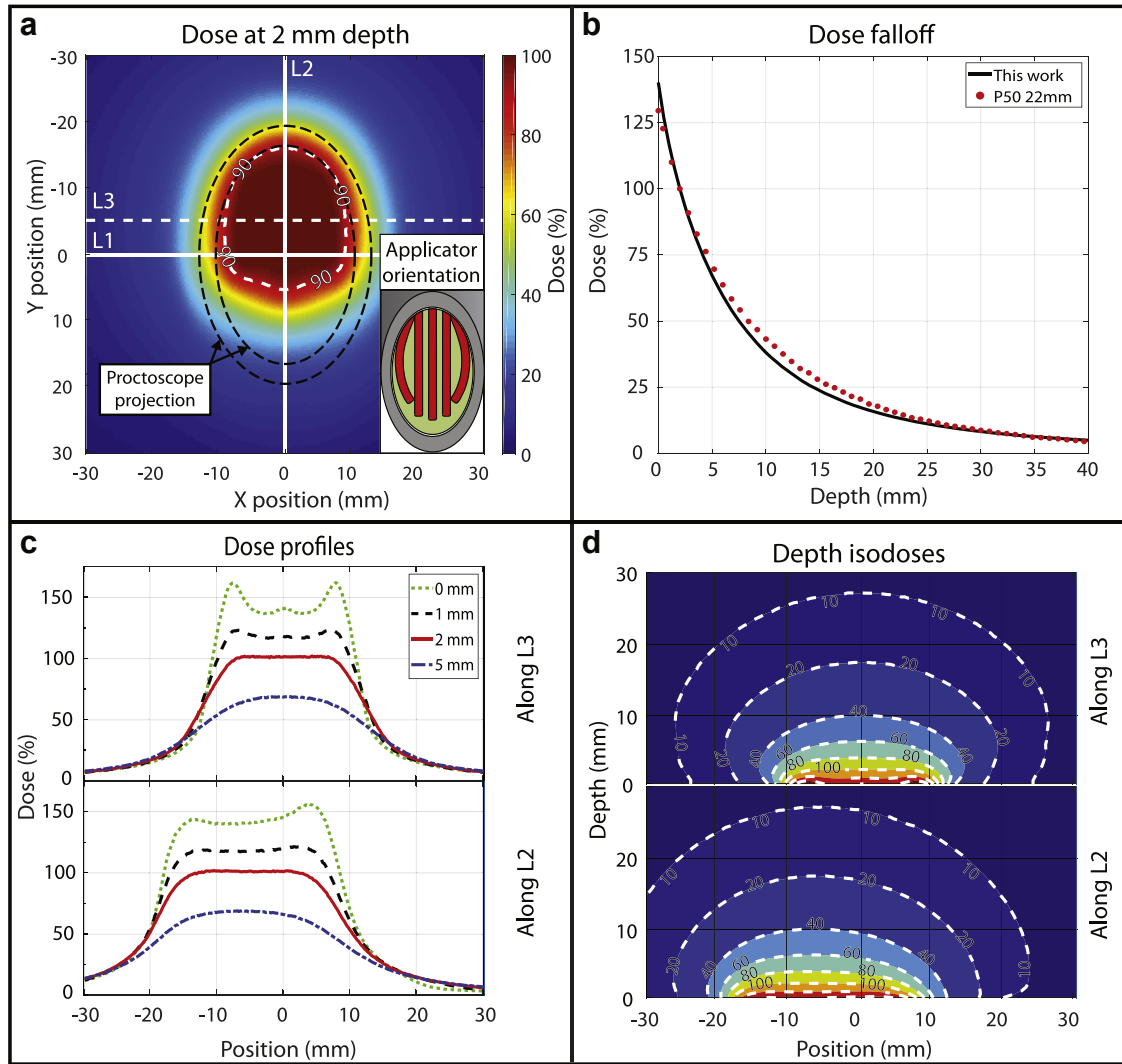 a
Dose at 2 mm depth
-30
-20
-10
0
10
20
30
Y position (mm)
L2
L3
L1
90
90
90
90
Proctoscope
projection
Applicator
orientation
-30
-20
-10
0
10
20
30
X position (mm)
100
80
60
40
20
0
Dose (%)
b
Dose falloff
150
125
100
75
50
25
0
Dose (%)
This work
P50 22mm
0
5
10
15
20
25
30
35
40
Depth (mm)
c
Dose profiles
150
100
50
0
0 mm
1 mm
2 mm
5 mm
Along L3
Dose (%)
150
100
50
0
Along L2
-30
-20
-10
0
10
20
30
Position (mm)
d
Depth isodoses
30
20
10
0
10
10
10
10
20
20
20
20
40
40
40
60
60
80
80
100
Along L3
Depth (mm)
20
10
0
10
10
10
20
20
20
20
40
40
40
60
60
80
80
100
100
Along L2
-30
-20
-10
0
10
20
30
Position (mm)